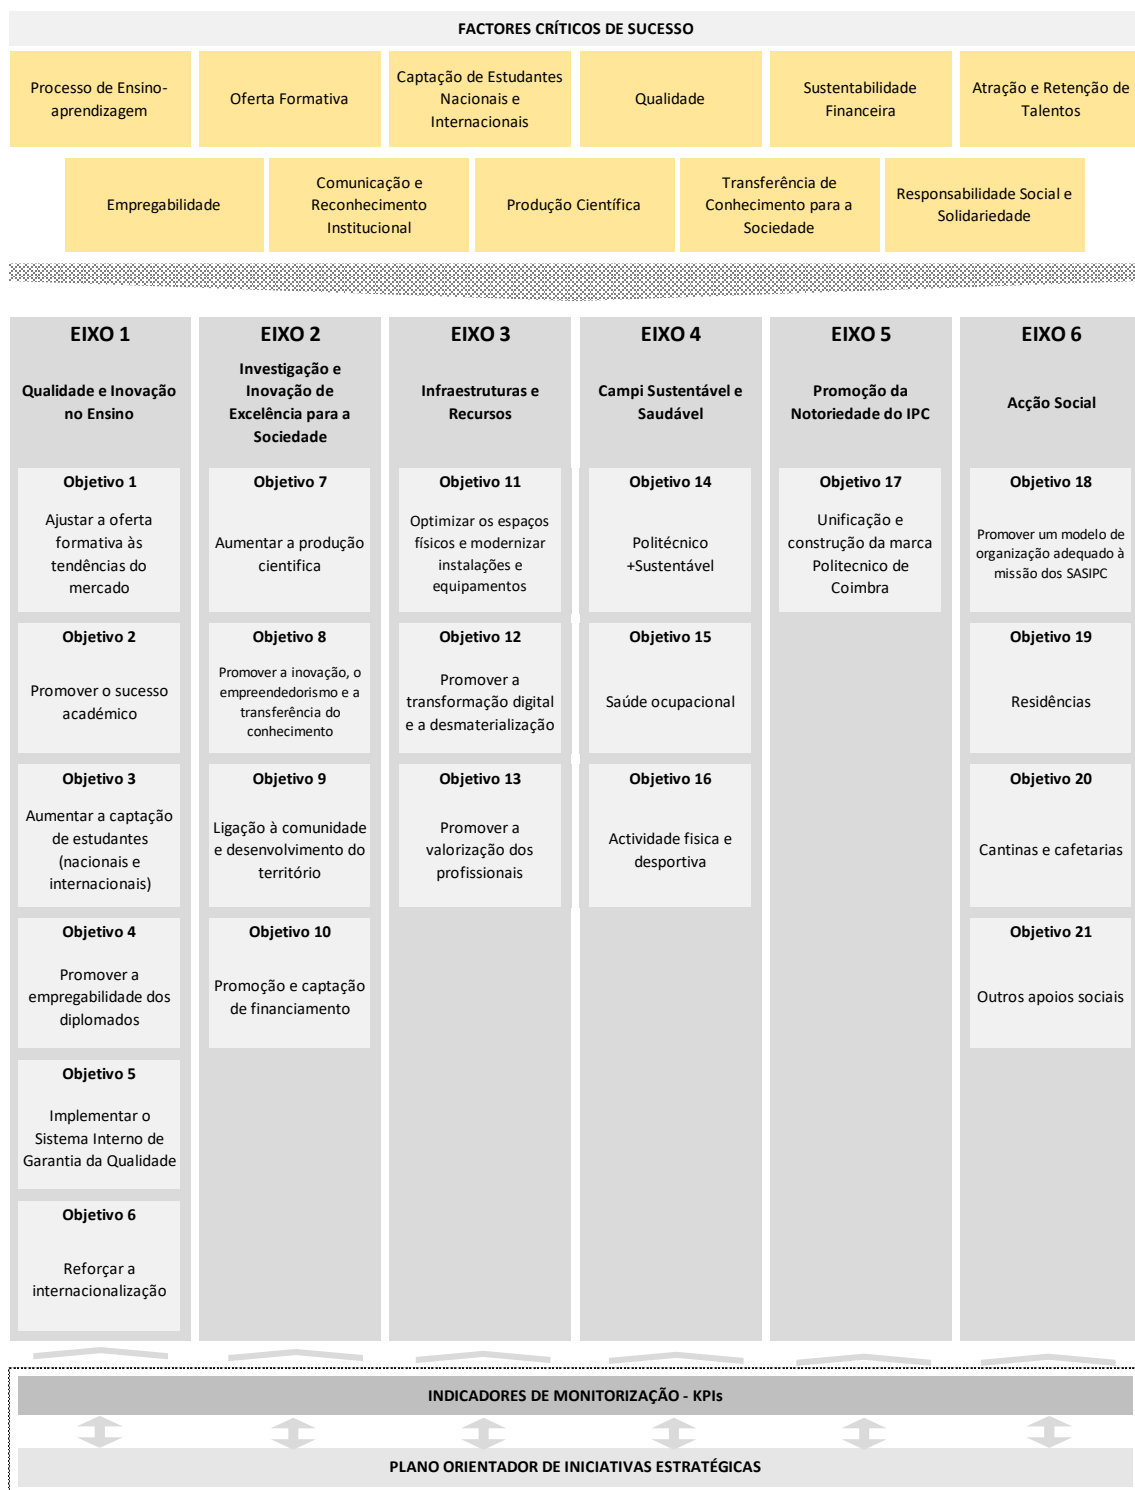 FACTORES CRÍTICOS DE SUCESSO
Processo de Ensino-
aprendizagem
Oferta Formativa
Captação de Estudantes
Nacionais e
Internacionais
Qualidade
Sustentabilidade
Financeira
Atração e Retenção de
Talentos
Empregabilidade
Comunicação e
Reconhecimento
Institucional
Produção Científica
Transferência de
Conhecimento para a
Sociedade
Responsabilidade Social e
Solidariedade
EIXO 1
Qualidade e Inovação
no Ensino
Objetivo 1
Ajustar a oferta
formativa às
tendências do
mercado
Objetivo 2
Promover o sucesso
académico
Objetivo 3
Aumentar a captação
de estudantes
(nacionais e
internacionais)
Objetivo 4
Promover a
empregabilidade dos
diplomados
Objetivo 5
Implementar o
Sistema Interno de
Garantia da Qualidade
Objetivo 6
Reforçar a
internacionalização
EIXO 2
Investigação e
Inovação de
Excelência para a
Sociedade
Objetivo 7
Aumentar a produção
cientifica
Objetivo 8
Promover a inovação, o
empreendedorismo e a
transferência do
conhecimento
Objetivo 9
Ligação à comunidade
e desenvolvimento do
território
Objetivo 10
Promoção e captação
de financiamento
EIXO 3
Infraestruturas e
Recursos
Objetivo 11
Optimizar os espaços
físicos e modernizar
instalações e
equipamentos
Objetivo 12
Promover a
transformação digital
e a desmaterialização
Objetivo 13
Promover a
valorização dos
profissionais
EIXO 4
Campi Sustentável e
Saudável
Objetivo 14
Politécnico
+Sustentável
Objetivo 15
Saúde ocupacional
Objetivo 16
Actividade fisica e
desportiva
EIXO 5
Promoção da
Notoriedade do IPC
Objetivo 17
Unificação e
construção da marca
Politecnico de
Coimbra
EIXO 6
Acção Social
Objetivo 18
Promover um modelo de
organização adequado à
missão dos SASIPC
Objetivo 19
Residências
Objetivo 20
Cantinas e cafetarias
Objetivo 21
Outros apoios sociais
INDICADORES DE MONITORIZAÇÃO - KPIs
PLANO ORIENTADOR DE INICIATIVAS ESTRATÉGICAS